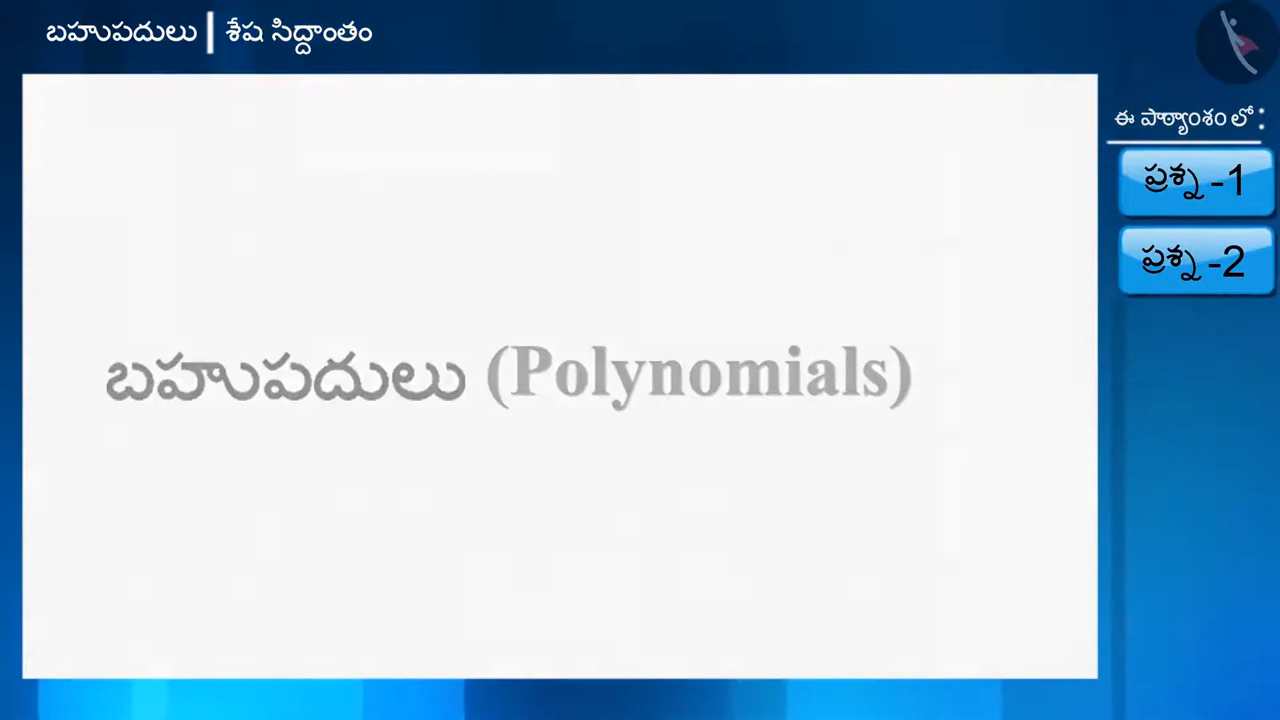 బహుపదులు | శేష సిద్దాంతం
ఈ పాఠ్యాంశం లో :
ప్రశ్న -1
ప్రశ్న -2
బహుపదులు (Polynomials)